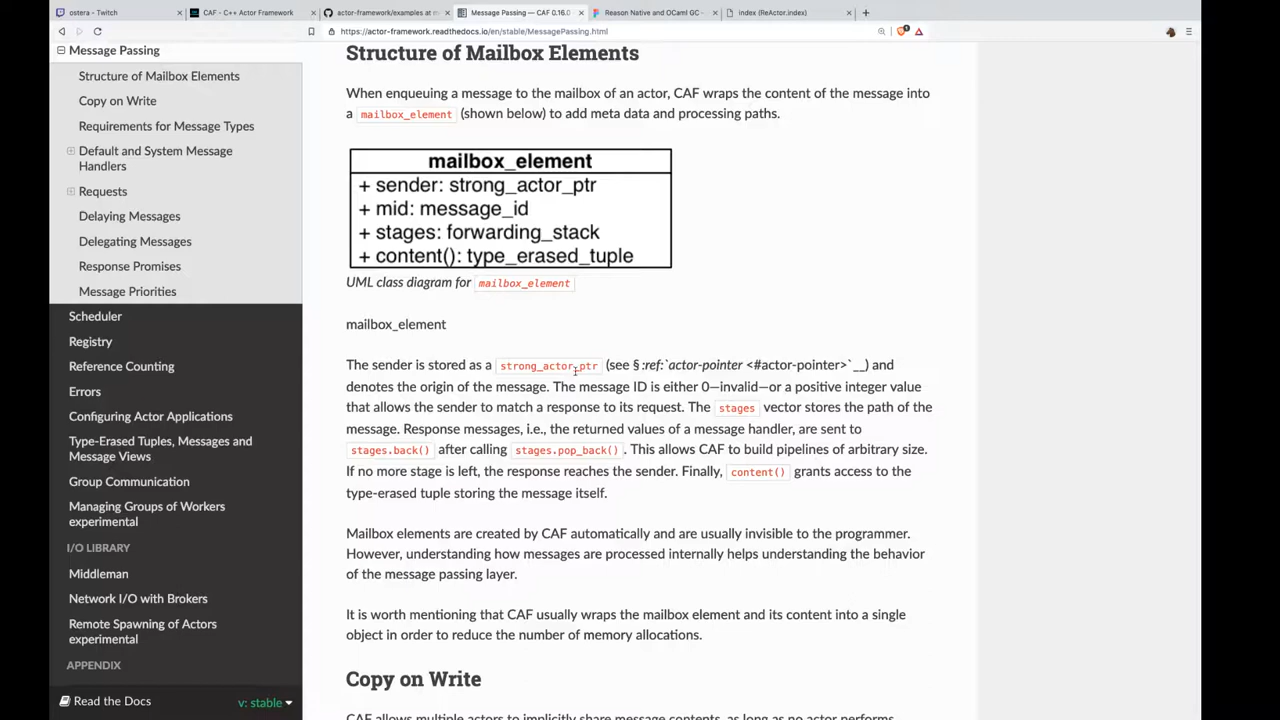 ostera - Twitch
CAF - C++ Actor Framework
actor-framework/examples at m
Message Passing — CAF 0.16.0
Reason Native and OCaml GC -
index (ReActor.index)
https://actor-framework.readthedocs.io/en/stable/MessagePassing.html
Message Passing
Structure of Mailbox Elements
Copy on Write
Requirements for Message Types
Default and System Message
Handlers
Requests
Delaying Messages
Delegating Messages
Response Promises
Message Priorities
Scheduler
Registry
Reference Counting
Errors
Configuring Actor Applications
Type-Erased Tuples, Messages and
Message Views
Group Communication
Managing Groups of Workers
experimental
I/O LIBRARY
Middleman
Network I/O with Brokers
Remote Spawning of Actors
experimental
APPENDIX
Read the Docs
v: stable
Structure of Mailbox Elements
When enqueuing a message to the mailbox of an actor, CAF wraps the content of the message into
a mailbox_element (shown below) to add meta data and processing paths.
mailbox_element
+ sender: strong_actor_ptr
+ mid: message_id
+ stages: forwarding_stack
+ content(): type_erased_tuple
UML class diagram for mailbox_element
mailbox_element
The sender is stored as a strong_actor_ptr (see § :ref:`actor-pointer <#actor-pointer>`__) and
denotes the origin of the message. The message ID is either 0—invalid—or a positive integer value
that allows the sender to match a response to its request. The stages vector stores the path of the
message. Response messages, i.e., the returned values of a message handler, are sent to
stages.back() after calling stages.pop_back(). This allows CAF to build pipelines of arbitrary size.
If no more stage is left, the response reaches the sender. Finally, content() grants access to the
type-erased tuple storing the message itself.
Mailbox elements are created by CAF automatically and are usually invisible to the programmer.
However, understanding how messages are processed internally helps understanding the behavior
of the message passing layer.
It is worth mentioning that CAF usually wraps the mailbox element and its content into a single
object in order to reduce the number of memory allocations.
Copy on Write
CAF allows multiple actors to implicitly share message contents, as long as no actor performs